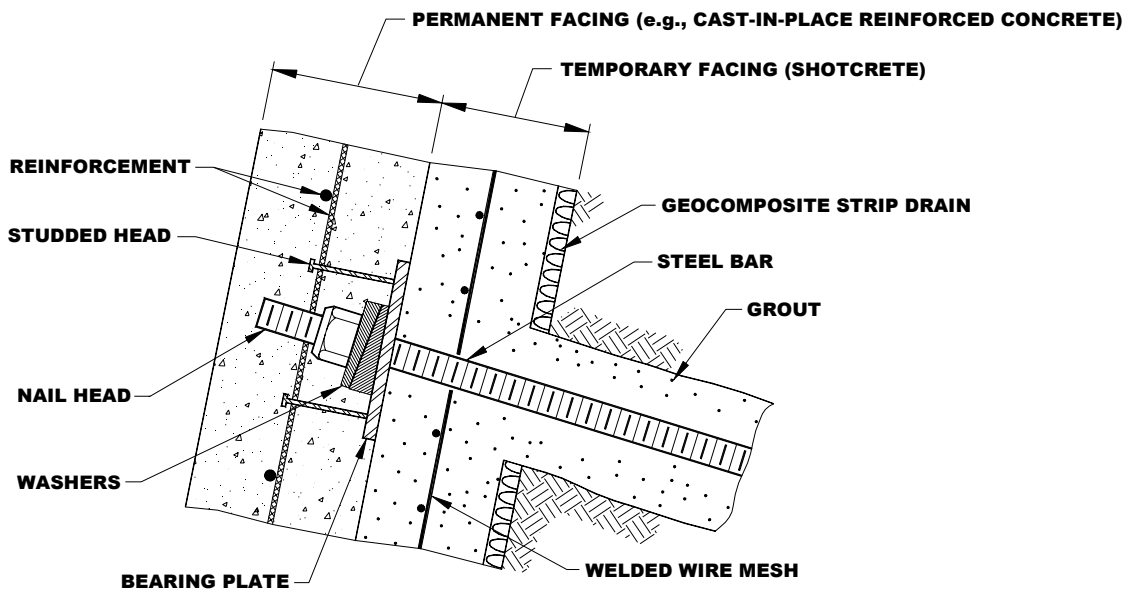 PERMANENT FACING (e.g., CAST-IN-PLACE REINFORCED CONCRETE)
TEMPORARY FACING (SHOTCRETE)
REINFORCEMENT
GEOCOMPOSITE STRIP DRAIN
STUDDED HEAD
STEEL BAR
GROUT
NAIL HEAD
WASHERS
BEARING PLATE
WELDED WIRE MESH